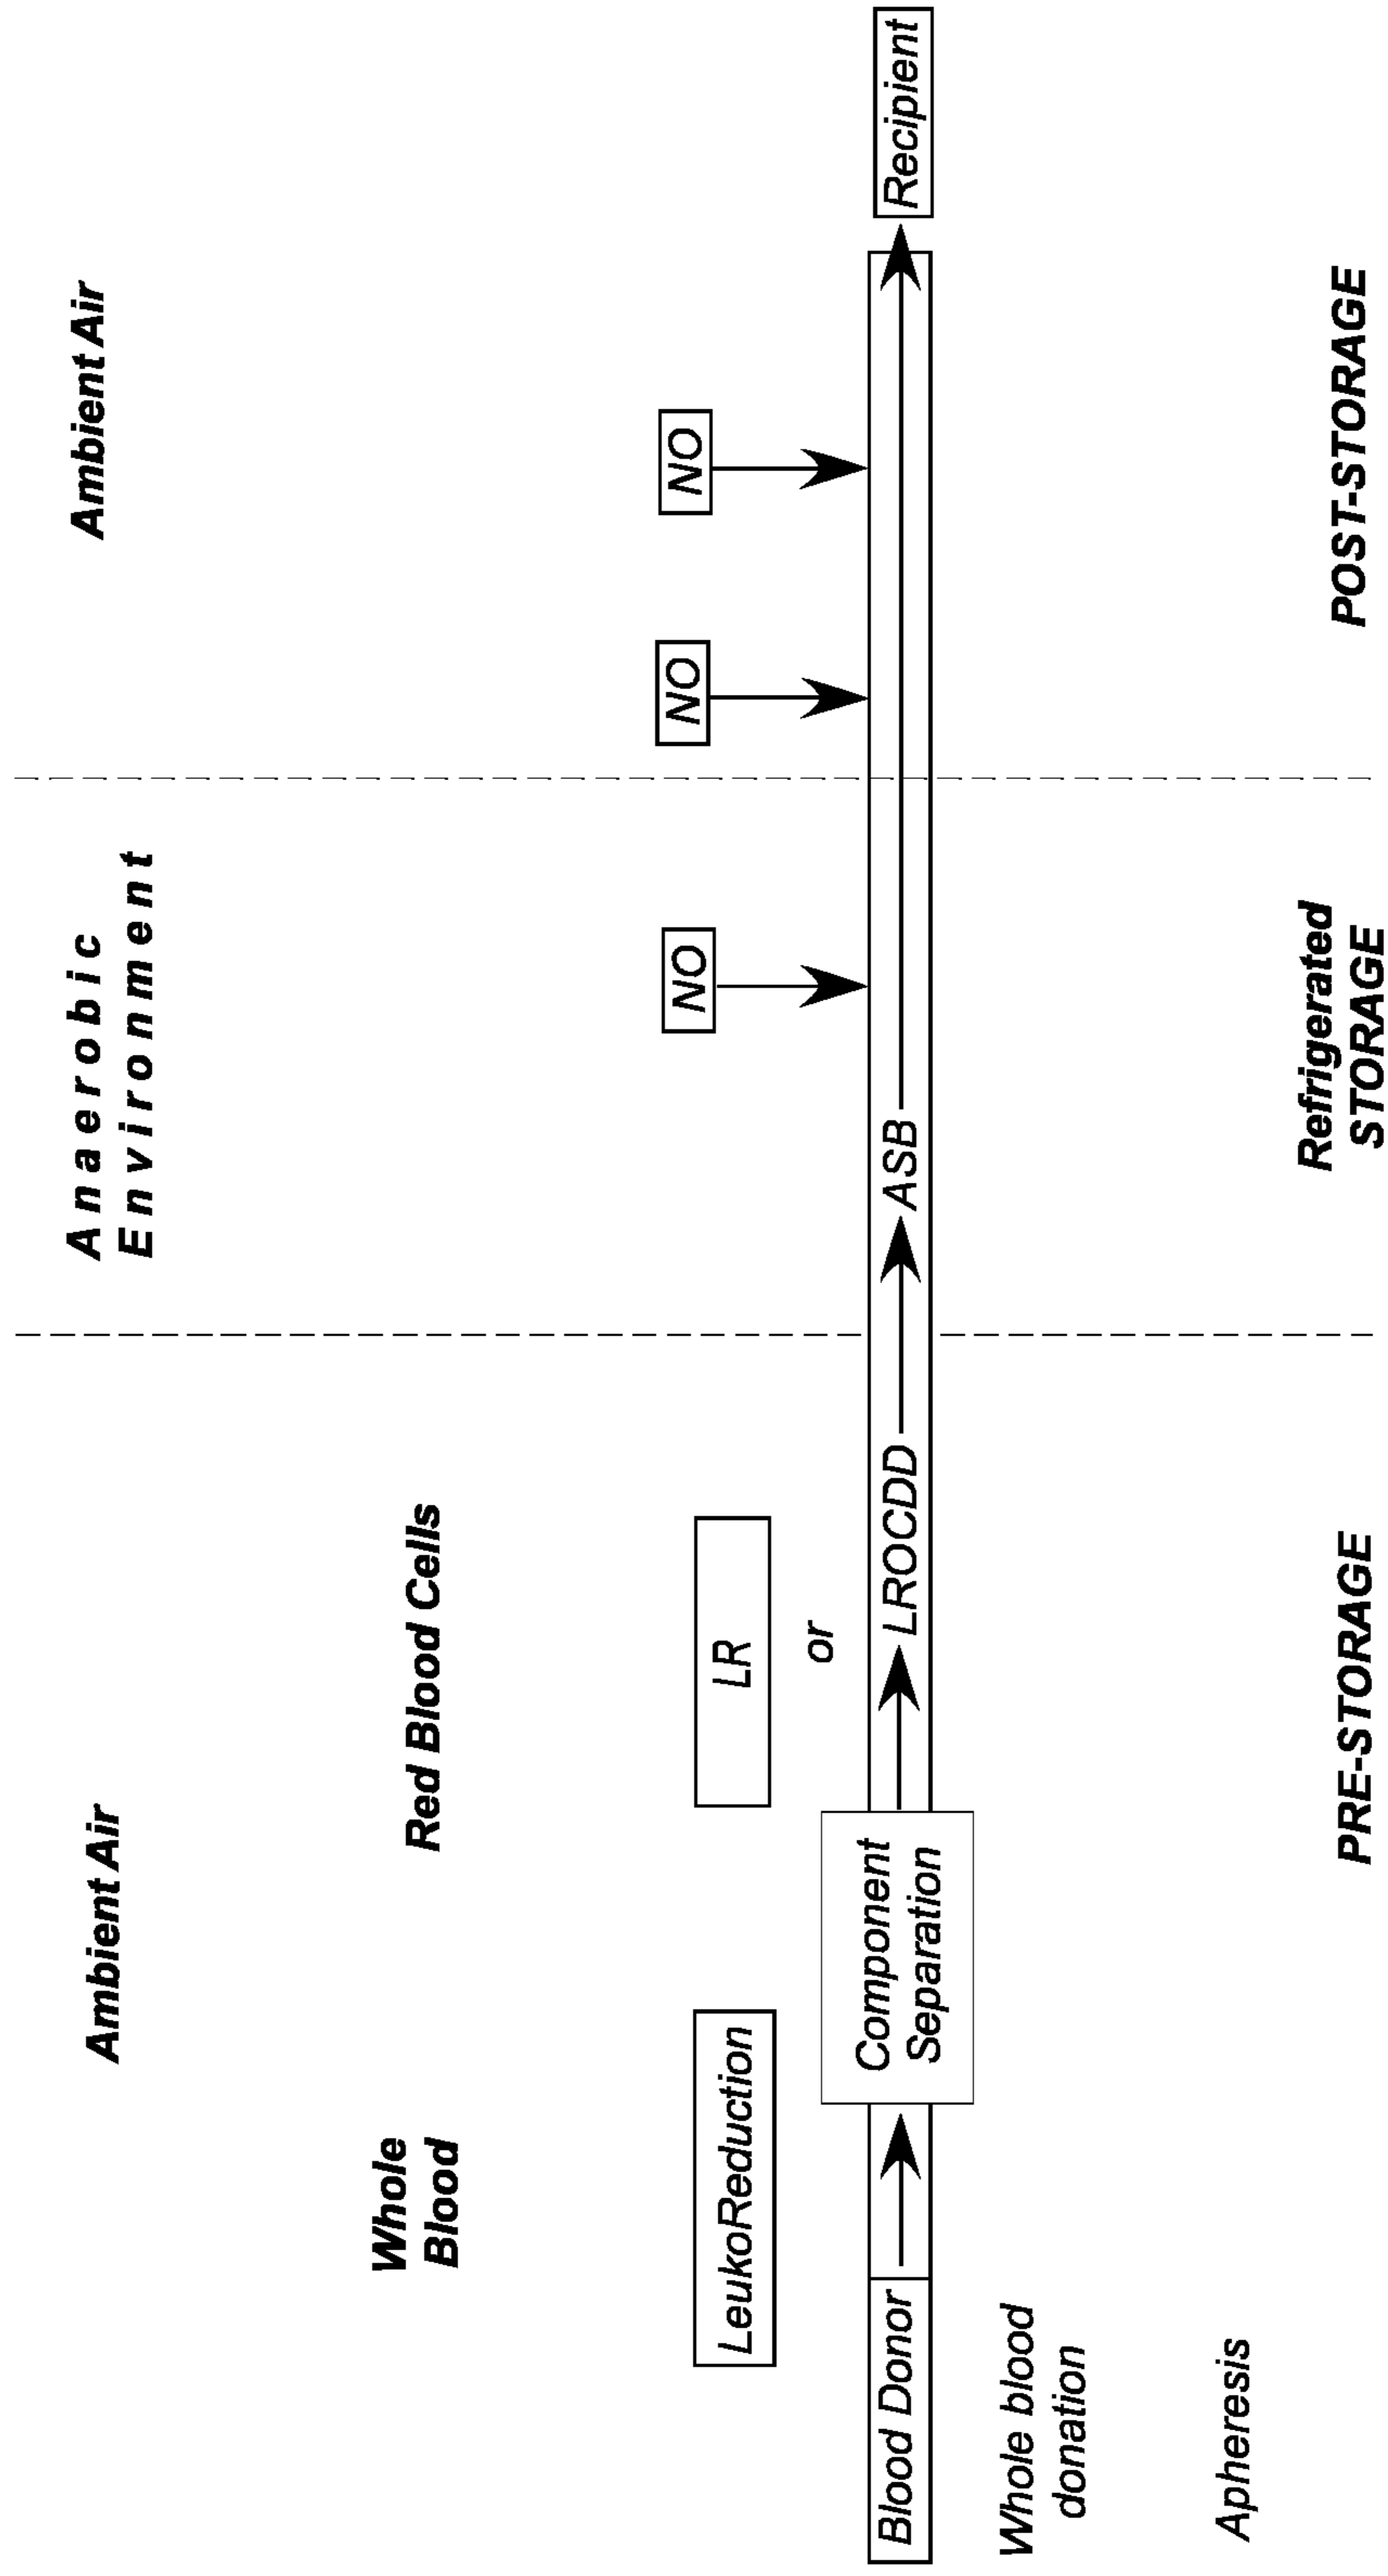 Ambient Air
Anaerobic
Environment
Ambient Air
Whole
Blood
Red Blood Cells
LeukoReduction
LR
or
NO
NO
NO
Blood Donor
Component
Separation
LROCDD
ASB
Recipient
Whole blood
donation
Apheresis
PRE-STORAGE
Refrigerated
STORAGE
POST-STORAGE